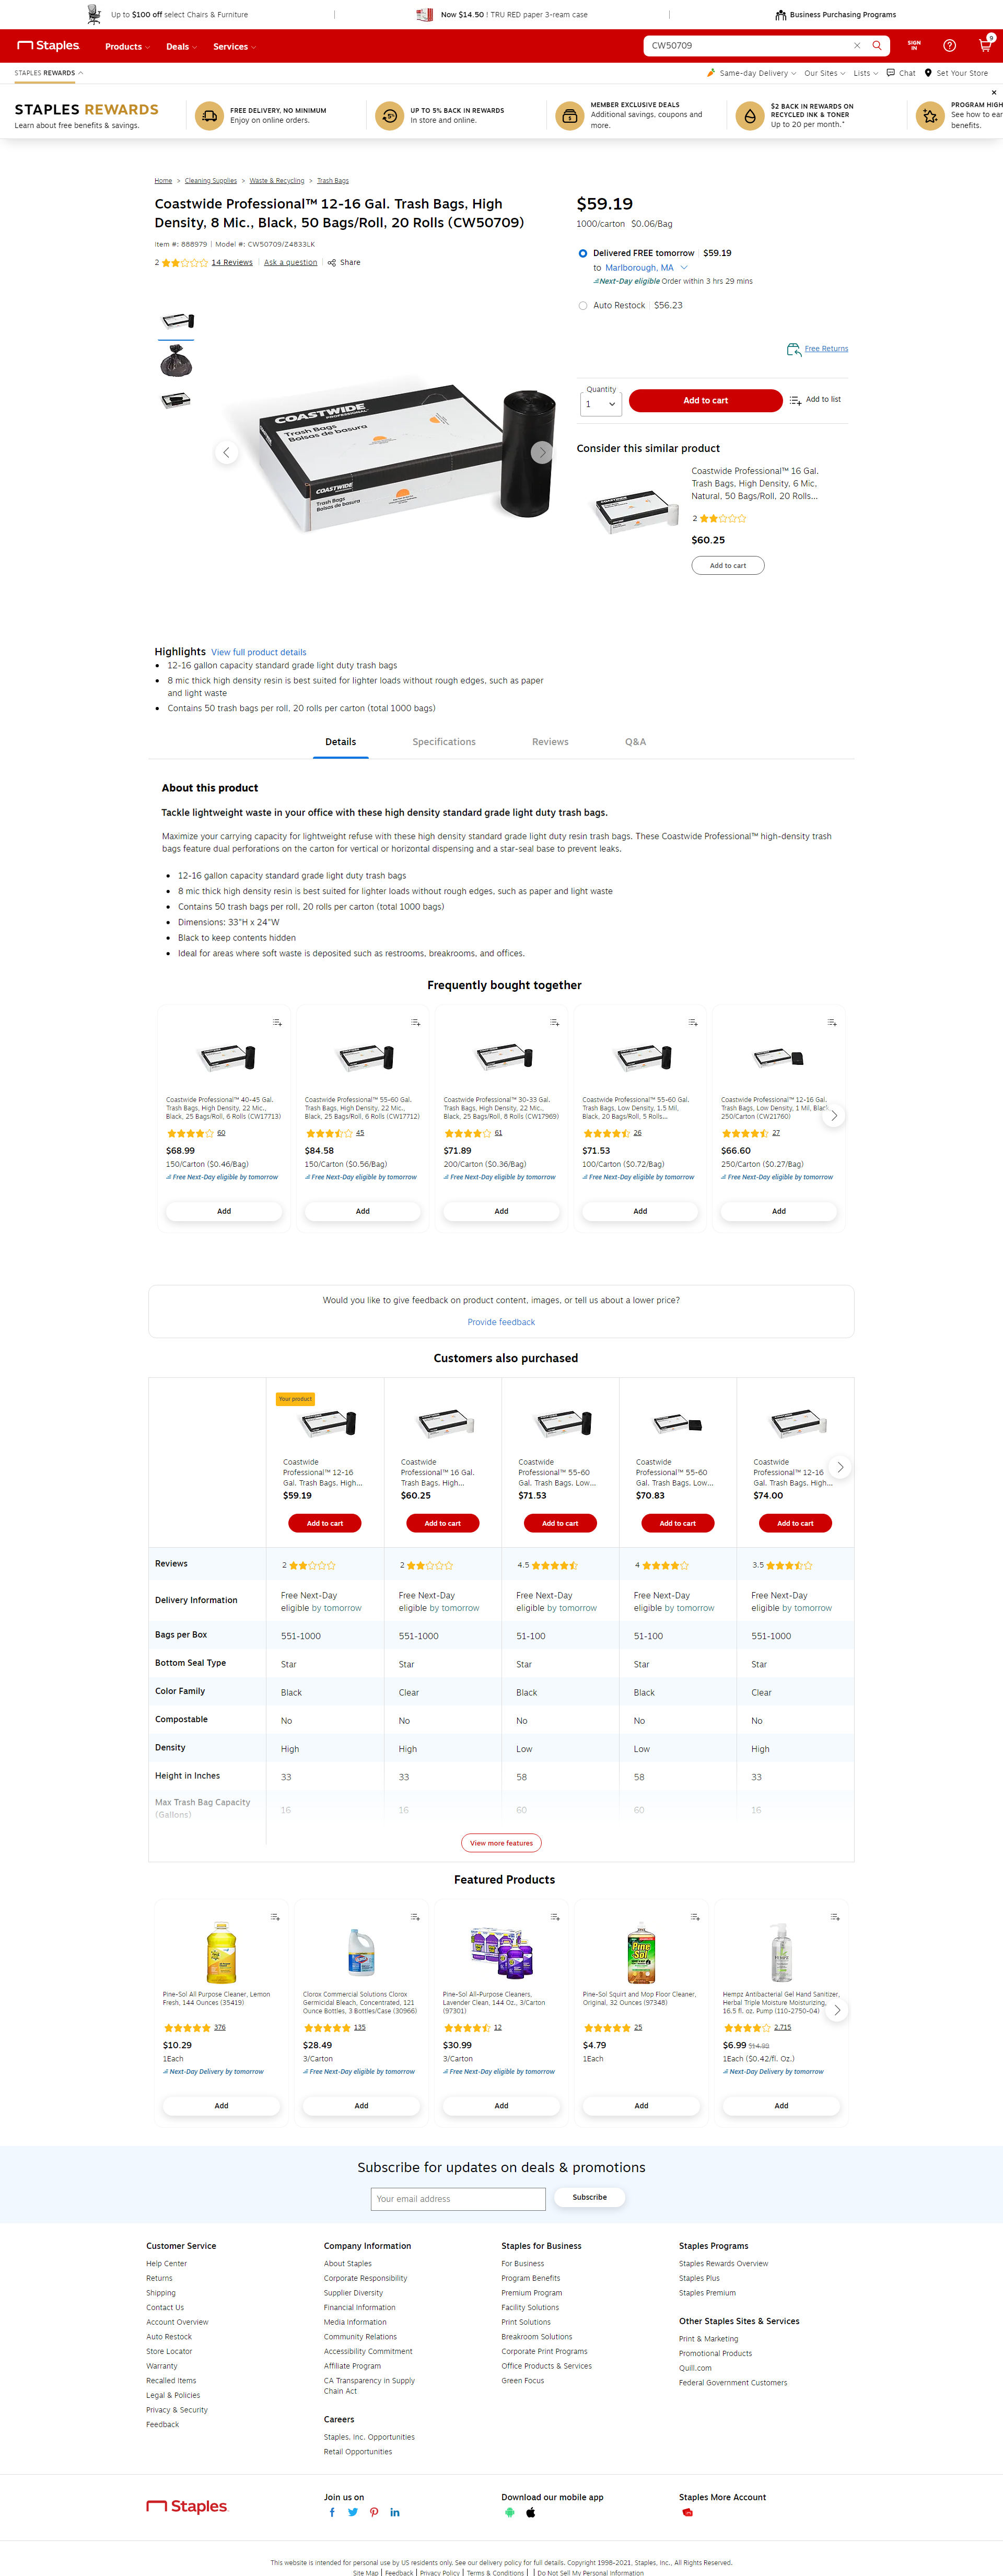 Up to $100 off select Chairs & Furniture
Now $14.50 ! TRU RED paper 3-ream case
Business Purchasing Programs
Staples
Products
Deals
Services
CW50709
SIGN IN
9
STAPLES REWARDS
Same-day Delivery
Our Sites
Lists
Chat
Set Your Store
STAPLES REWARDS
Learn about free benefits & savings.
FREE DELIVERY, NO MINIMUM
Enjoy on online orders.
UP TO 5% BACK IN REWARDS
In store and online.
MEMBER EXCLUSIVE DEALS
Additional savings, coupons and
more.
$2 BACK IN REWARDS ON
RECYCLED INK & TONER
Up to 20 per month.*
PROGRAM HIGH
See how to ear
benefits.
Home > Cleaning Supplies > Waste & Recycling > Trash Bags
Coastwide Professional™ 12-16 Gal. Trash Bags, High
Density, 8 Mic., Black, 50 Bags/Roll, 20 Rolls (CW50709)
Item #: 888979 | Model #: CW50709/Z4833LK
2 14 Reviews | Ask a question | Share
$59.19
1000/carton $0.06/Bag
Delivered FREE tomorrow | $59.19
to Marlborough, MA
Next-Day eligible Order within 3 hrs 29 mins
Auto Restock | $56.23
Free Returns
Quantity
1
Add to cart
Add to list
COASTWIDE
PROFESSIONAL
Trash Bags
Bolsas de basura
COASTWIDE
Trash Bags
Bolsas de basura
Consider this similar product
Coastwide Professional™ 16 Gal.
Trash Bags, High Density, 6 Mic,
Natural, 50 Bags/Roll, 20 Rolls...
2
$60.25
Add to cart
Highlights View full product details
12-16 gallon capacity standard grade light duty trash bags
8 mic thick high density resin is best suited for lighter loads without rough edges, such as paper
and light waste
Contains 50 trash bags per roll, 20 rolls per carton (total 1000 bags)
Details
Specifications
Reviews
Q&A
About this product
Tackle lightweight waste in your office with these high density standard grade light duty trash bags.
Maximize your carrying capacity for lightweight refuse with these high density standard grade light duty resin trash bags. These Coastwide Professional™ high-density trash
bags feature dual perforations on the carton for vertical or horizontal dispensing and a star-seal base to prevent leaks.
12-16 gallon capacity standard grade light duty trash bags
8 mic thick high density resin is best suited for lighter loads without rough edges, such as paper and light waste
Contains 50 trash bags per roll, 20 rolls per carton (total 1000 bags)
Dimensions: 33"H x 24"W
Black to keep contents hidden
Ideal for areas where soft waste is deposited such as restrooms, breakrooms, and offices.
Frequently bought together
Coastwide Professional™ 40-45 Gal.
Trash Bags, High Density, 22 Mic.,
Black, 25 Bags/Roll, 6 Rolls (CW17713)
60
$68.99
150/Carton ($0.46/Bag)
Free Next-Day eligible by tomorrow
Add
Coastwide Professional™ 55-60 Gal.
Trash Bags, High Density, 22 Mic.,
Black, 25 Bags/Roll, 6 Rolls (CW17712)
45
$84.58
150/Carton ($0.56/Bag)
Free Next-Day eligible by tomorrow
Add
Coastwide Professional™ 30-33 Gal.
Trash Bags, High Density, 22 Mic.,
Black, 25 Bags/Roll, 8 Rolls (CW17969)
61
$71.89
200/Carton ($0.36/Bag)
Free Next-Day eligible by tomorrow
Add
Coastwide Professional™ 55-60 Gal.
Trash Bags, Low Density, 1.5 Mil,
Black, 20 Bags/Roll, 5 Rolls...
26
$71.53
100/Carton ($0.72/Bag)
Free Next-Day eligible by tomorrow
Add
Coastwide Professional™ 12-16 Gal.
Trash Bags, Low Density, 1 Mil, Black,
250/Carton (CW21760)
27
$66.60
250/Carton ($0.27/Bag)
Free Next-Day eligible by tomorrow
Add
Would you like to give feedback on product content, images, or tell us about a lower price?
Provide feedback
Customers also purchased
Your product
Coastwide
Professional™ 12-16
Gal. Trash Bags, High...
$59.19
Add to cart
Coastwide
Professional™ 16 Gal.
Trash Bags, High...
$60.25
Add to cart
Coastwide
Professional™ 55-60
Gal. Trash Bags, Low...
$71.53
Add to cart
Coastwide
Professional™ 55-60
Gal. Trash Bags, Low...
$70.83
Add to cart
Coastwide
Professional™ 12-16
Gal. Trash Bags, High...
$74.00
Add to cart
Reviews 2 2 4.5 4 3.5
Delivery Information
Free Next-Day eligible by tomorrow
Free Next-Day eligible by tomorrow
Free Next-Day eligible by tomorrow
Free Next-Day eligible by tomorrow
Free Next-Day eligible by tomorrow
Bags per Box 551-1000 551-1000 51-100 51-100 551-1000
Bottom Seal Type Star Star Star Star Star
Color Family Black Clear Black Black Clear
Compostable No No No No No
Density High High Low Low High
Height in Inches 33 33 58 58 33
Max Trash Bag Capacity
(Gallons) 16 16 60 60 16
View more features
Featured Products
Pine-Sol All Purpose Cleaner, Lemon
Fresh, 144 Ounces (35419)
376
$10.29
1Each
Next-Day Delivery by tomorrow
Add
Clorox Commercial Solutions Clorox
Germicidal Bleach, Concentrated, 121
Ounce Bottles, 3 Bottles/Case (30966)
135
$28.49
3/Carton
Free Next-Day eligible by tomorrow
Add
Pine-Sol All-Purpose Cleaners,
Lavender Clean, 144 Oz., 3/Carton
(97301)
12
$30.99
3/Carton
Free Next-Day eligible by tomorrow
Add
Pine-Sol Squirt and Mop Floor Cleaner,
Original, 32 Ounces (97348)
25
$4.79
1Each
Add
Hempz Antibacterial Gel Hand Sanitizer,
Herbal Triple Moisture Moisturizing,
16.5 fl. oz. Pump (110-2750-04)
2,715
$6.99 $14.99
1Each ($0.42/fl. Oz.)
Next-Day Delivery by tomorrow
Add
Subscribe for updates on deals & promotions
Your email address
Subscribe
Customer Service
Help Center
Returns
Shipping
Contact Us
Account Overview
Auto Restock
Store Locator
Warranty
Recalled Items
Legal & Policies
Privacy & Security
Feedback
Company Information
About Staples
Corporate Responsibility
Supplier Diversity
Financial Information
Media Information
Community Relations
Accessibility Commitment
Affiliate Program
CA Transparency in Supply
Chain Act
Careers
Staples, Inc. Opportunities
Retail Opportunities
Staples for Business
For Business
Program Benefits
Premium Program
Facility Solutions
Print Solutions
Breakroom Solutions
Corporate Print Programs
Office Products & Services
Green Focus
Staples Programs
Staples Rewards Overview
Staples Plus
Staples Premium
Other Staples Sites & Services
Print & Marketing
Promotional Products
Quill.com
Federal Government Customers
Staples
Join us on
Download our mobile app
Staples More Account
This website is intended for personal use by US residents only. See our delivery policy for full details. Copyright 1998-2021, Staples, Inc., All Rights Reserved.
Site Map | Feedback | Privacy Policy | Terms & Conditions | | Do Not Sell My Personal Information